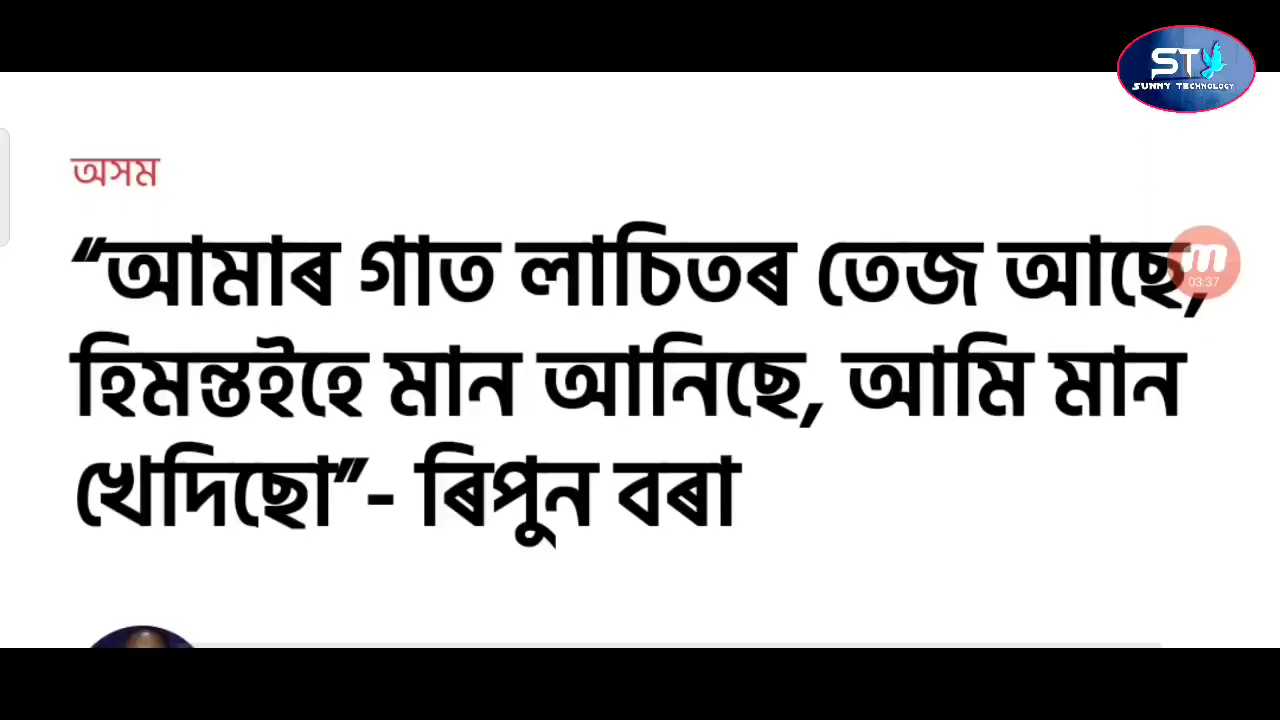 ST
SUNNY TECHNOLOGY
অসম
“আমাৰ গাত লাচিতৰ তেজ আছে,
03:37
হিমন্তইহে মান আনিছে, আমি মান
খেদিছো”- ৰিপুন বৰা